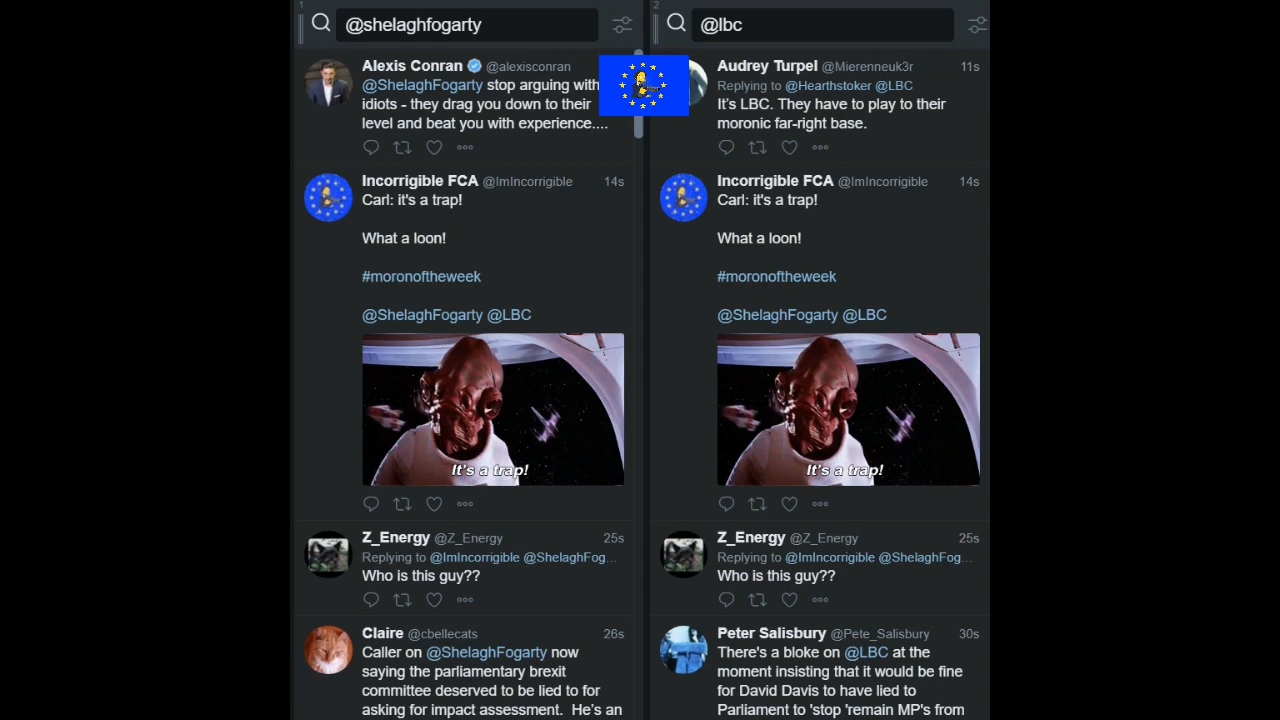 1
@shelaghfogarty
Alexis Conran @alexisconran
@ShelaghFogarty stop arguing with
idiots - they drag you down to their
level and beat you with experience....
Incorrigible FCA @ImIncorrigible 14s
Carl: it's a trap!
What a loon!
#moronoftheweek
@ShelaghFogarty @LBC
It's a trap!
Z_Energy @Z_Energy 25s
Replying to @ImIncorrigible @ShelaghFog...
Who is this guy??
Claire @cbellecats 26s
Caller on @ShelaghFogarty now
saying the parliamentary brexit
committee deserved to be lied to for
asking for impact assessment. He's an
2
@lbc
Audrey Turpel @Mierenneuk3r 11s
Replying to @Hearthstoker @LBC
It's LBC. They have to play to their
moronic far-right base.
Incorrigible FCA @ImIncorrigible 14s
Carl: it's a trap!
What a loon!
#moronoftheweek
@ShelaghFogarty @LBC
It's a trap!
Z_Energy @Z_Energy 25s
Replying to @ImIncorrigible @ShelaghFog...
Who is this guy??
Peter Salisbury @Pete_Salisbury 30s
There's a bloke on @LBC at the
moment insisting that it would be fine
for David Davis to have lied to
Parliament to 'stop 'remain MP's from